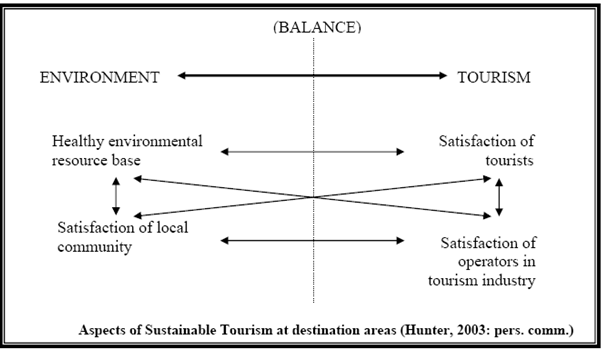 (BALANCE)
ENVIRONMENT
TOURISM
Healthy environmental
resource base
Satisfaction of
tourists
Satisfaction of local
community
Satisfaction of
operators in
tourism industry
Aspects of Sustainable Tourism at destination areas (Hunter, 2003: pers. comm.)